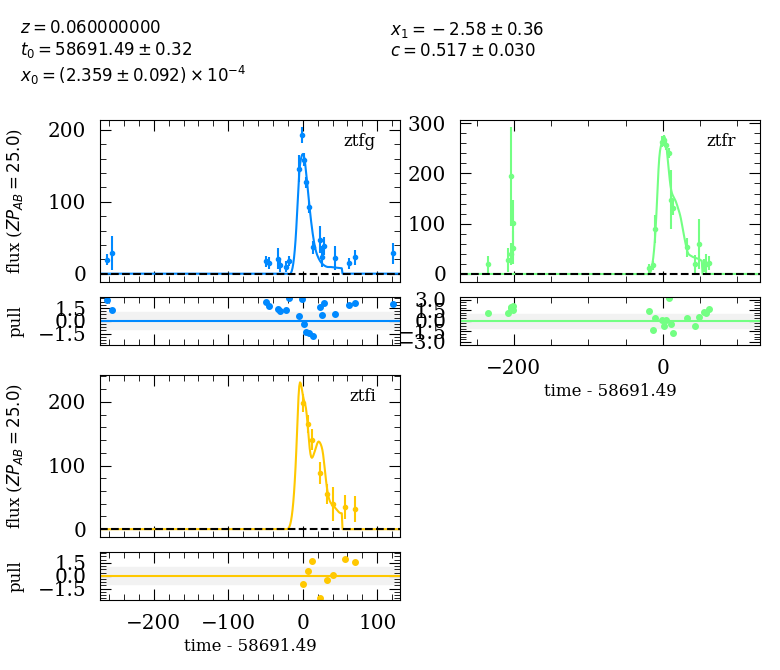 z = 0.060000000
t₀ = 58691.49 ± 0.32
x₀ = (2.359 ± 0.092) × 10⁻⁴
x₁ = −2.58 ± 0.36
c = 0.517 ± 0.030
ztfg
200
100
0
flux (ZP_AB = 25.0)
ztfr
300
200
100
0
1.5
0.0
−1.5
pull
3.0
1.5
0.0
−1.5
−3.0
−200
0
time - 58691.49
ztfi
200
100
0
flux (ZP_AB = 25.0)
1.5
0.0
−1.5
pull
−200
−100
0
100
time - 58691.49